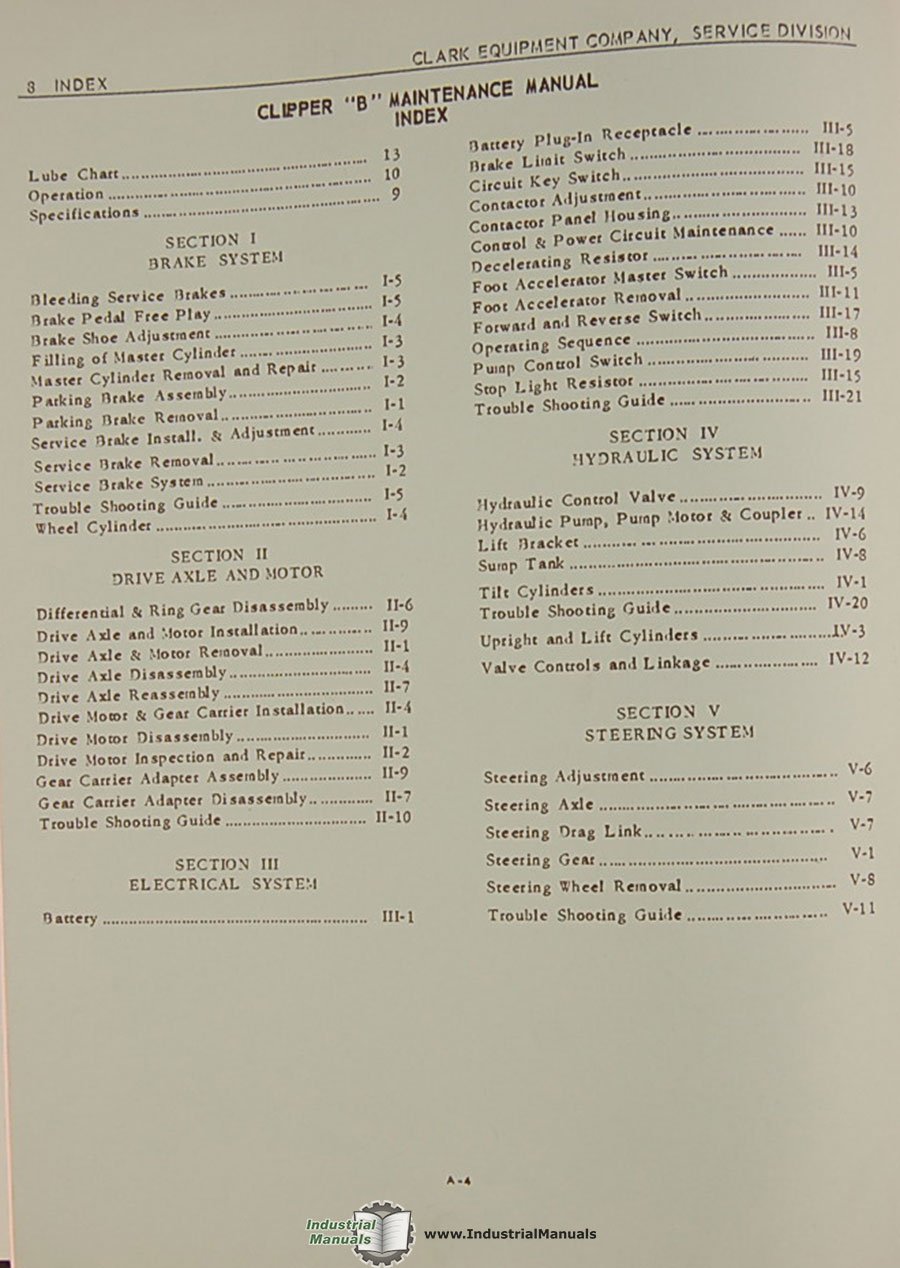 8 INDEX
CLARK EQUIPMENT COMPANY, SERVICE DIVISION
CLIPPER "B" MAINTENANCE MANUAL
INDEX
Lube Chart 13
Operation 10
Specifications 9
SECTION I
BRAKE SYSTEM
Bleeding Service Brakes I-5
Brake Pedal Free Play I-5
Brake Shoe Adjustment I-4
Filling of Master Cylinder I-3
Master Cylinder Removal and Repair I-3
Parking Brake Assembly I-2
Parking Brake Removal I-1
Service Brake Install. & Adjustment I-4
Service Brake Removal I-3
Service Brake System I-2
Trouble Shooting Guide I-5
Wheel Cylinder I-4
SECTION II
DRIVE AXLE AND MOTOR
Differential & Ring Gear Disassembly II-6
Drive Axle and Motor Installation II-9
Drive Axle & Motor Removal II-1
Drive Axle Disassembly II-4
Drive Axle Reassembly II-7
Drive Motor & Gear Carrier Installation II-4
Drive Motor Disassembly II-1
Drive Motor Inspection and Repair II-2
Gear Carrier Adapter Assembly II-9
Gear Carrier Adapter Disassembly II-7
Trouble Shooting Guide II-10
SECTION III
ELECTRICAL SYSTEM
Battery III-1
Battery Plug-In Receptacle III-5
Brake Limit Switch III-18
Circuit Key Switch III-15
Contactor Adjustment III-10
Contactor Panel Housing III-13
Control & Power Circuit Maintenance III-10
Decelerating Resistor III-14
Foot Accelerator Master Switch III-5
Foot Accelerator Removal III-11
Forward and Reverse Switch III-17
Operating Sequence III-8
Pump Control Switch III-19
Stop Light Resistor III-15
Trouble Shooting Guide III-21
SECTION IV
HYDRAULIC SYSTEM
Hydraulic Control Valve IV-9
Hydraulic Pump, Pump Motor & Coupler IV-14
Lift Bracket IV-6
Sump Tank IV-8
Tilt Cylinders IV-1
Trouble Shooting Guide IV-20
Upright and Lift Cylinders IV-3
Valve Controls and Linkage IV-12
SECTION V
STEERING SYSTEM
Steering Adjustment V-6
Steering Axle V-7
Steering Drag Link V-7
Steering Gear V-1
Steering Wheel Removal V-8
Trouble Shooting Guide V-11
A-4
Industrial
Manuals
www.IndustrialManuals